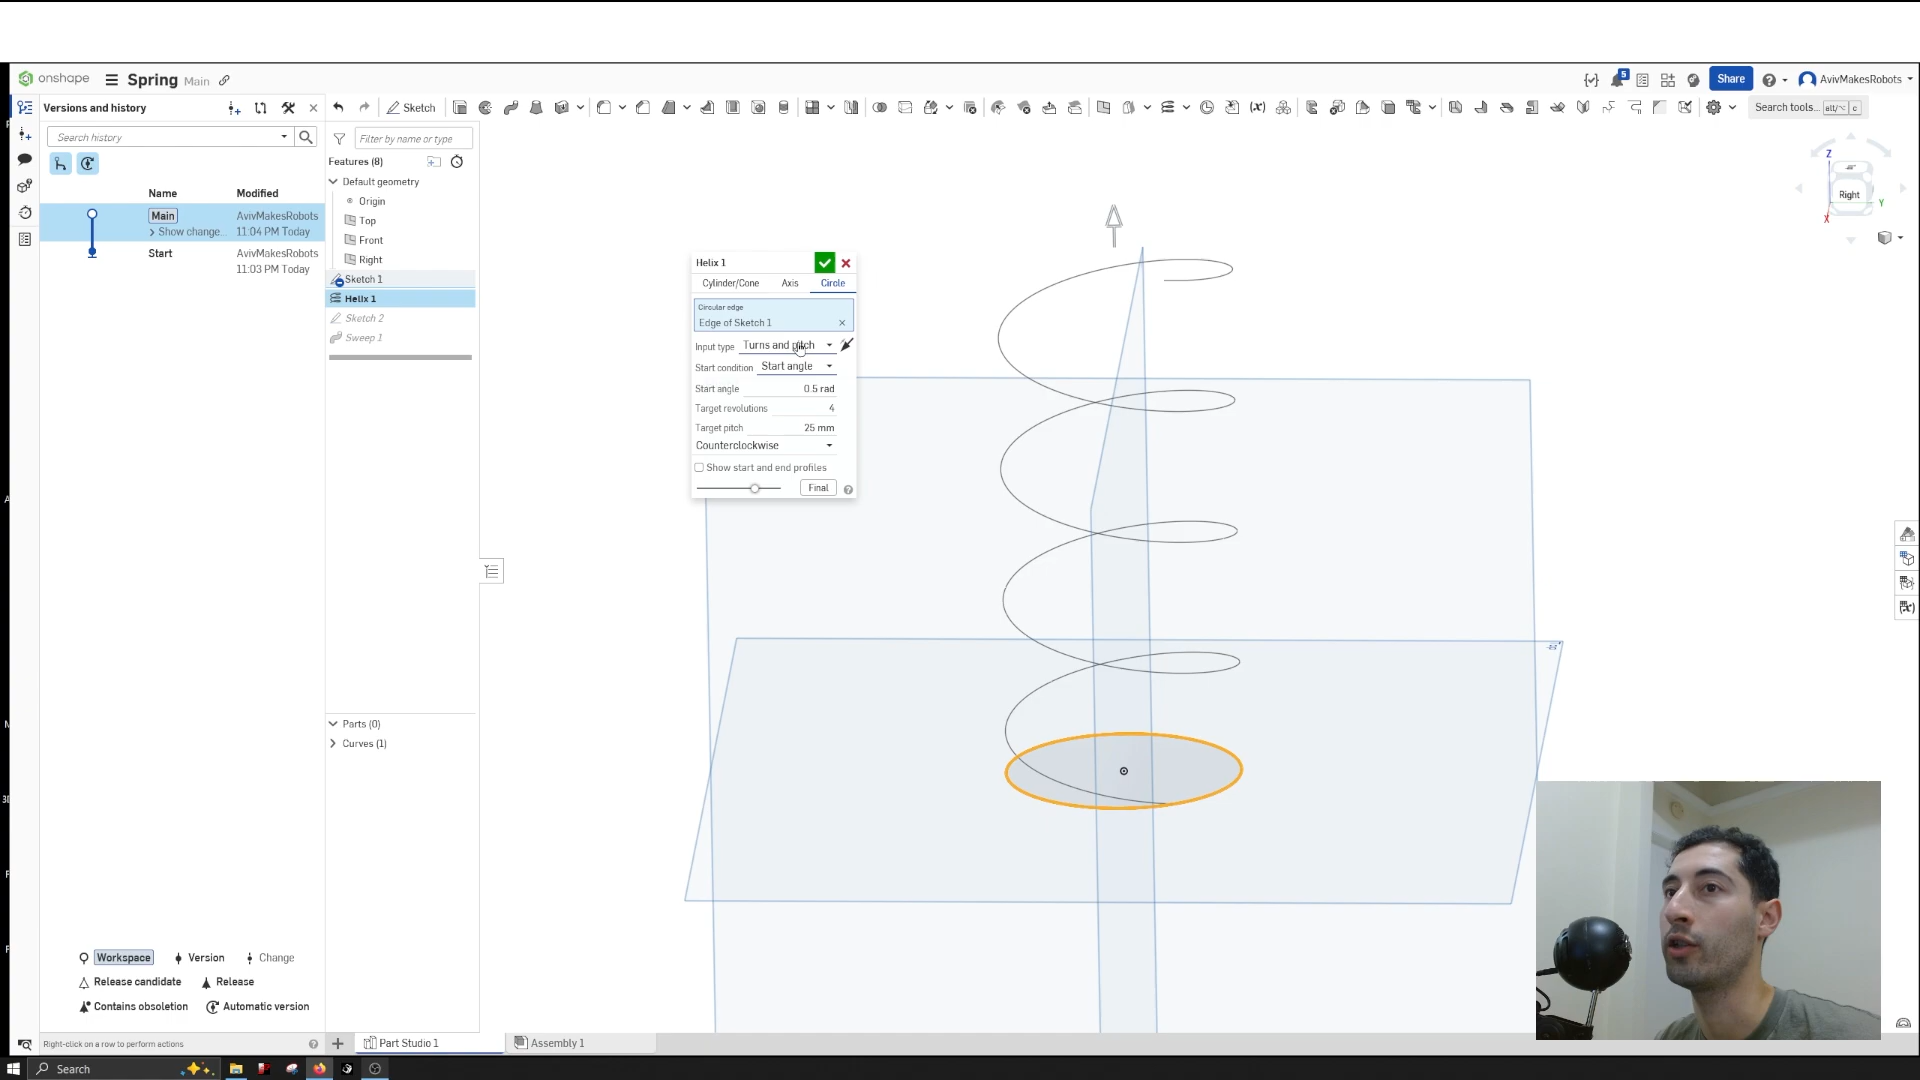 onshape
Spring Main
5
Share
AvivMakesRobots
Versions and history
Sketch
Search tools... alt/⌥ c
Search history
Filter by name or type
Features (8)
Default geometry
Origin
Top
Front
Right
Sketch 1
Helix 1
Sketch 2
Sweep 1
Name Modified
Main AvivMakesRobots
Show change... 11:04 PM Today
Start AvivMakesRobots
11:03 PM Today
Helix 1
Cylinder/Cone Axis Circle
Circular edge
Edge of Sketch 1
Input type Turns and pitch
Start condition Start angle
Start angle 0.5 rad
Target revolutions 4
Target pitch 25 mm
Counterclockwise
Show start and end profiles
Final
Z
Right
Y
X
Parts (0)
Curves (1)
Workspace Version Change
Release candidate Release
Contains obsoletion Automatic version
Right-click on a row to perform actions
Part Studio 1
Assembly 1
Search